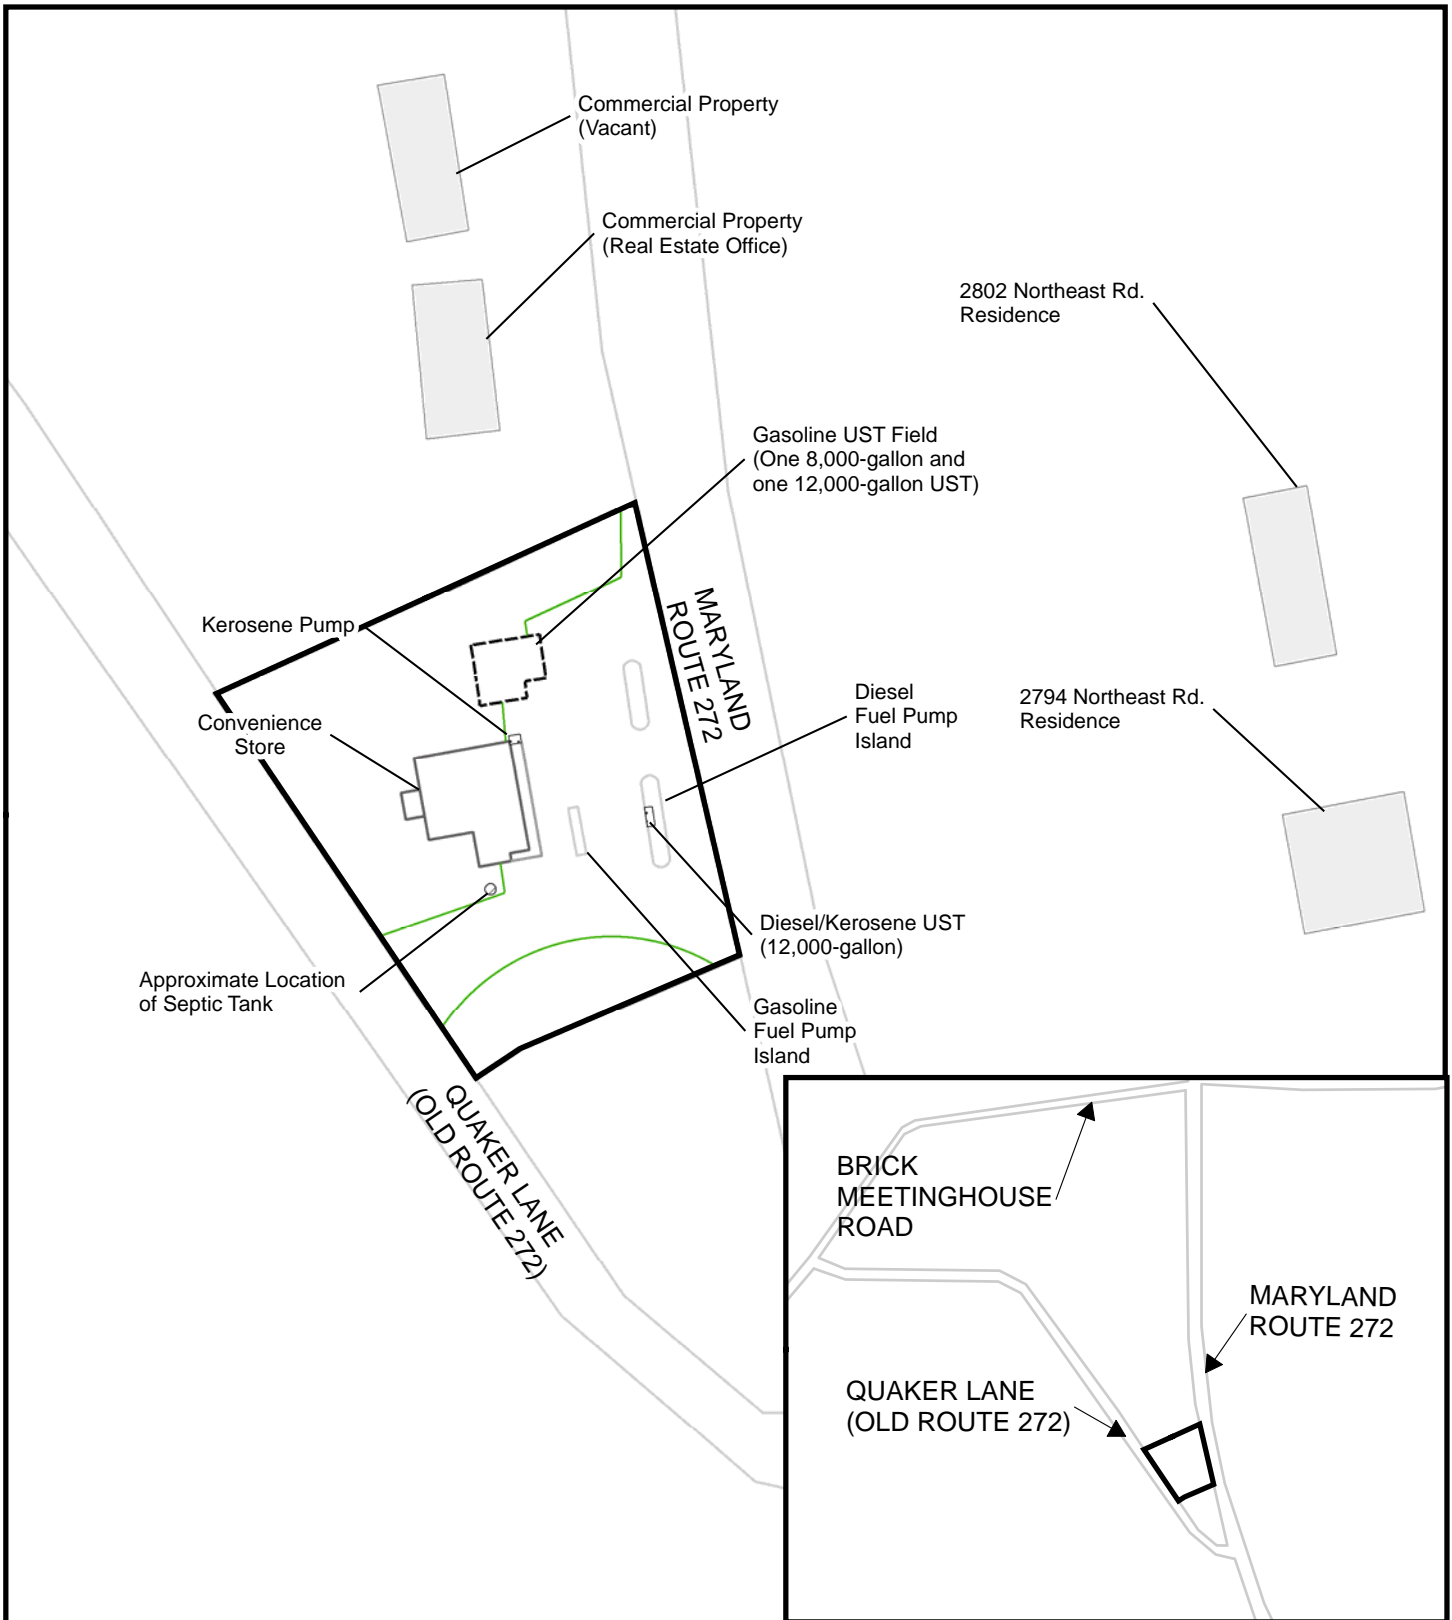 Commercial Property
(Vacant)
Commercial Property
(Real Estate Office)
2802 Northeast Rd.
Residence
Gasoline UST Field
(One 8,000-gallon and
one 12,000-gallon UST)
Kerosene Pump
MARYLAND
ROUTE 272
Convenience
Store
Diesel
Fuel Pump
Island
2794 Northeast Rd.
Residence
Diesel/Kerosene UST
(12,000-gallon)
Approximate Location
of Septic Tank
Gasoline
Fuel Pump
Island
QUAKER LANE
(OLD ROUTE 272)
BRICK
MEETINGHOUSE
ROAD
MARYLAND
ROUTE 272
QUAKER LANE
(OLD ROUTE 272)